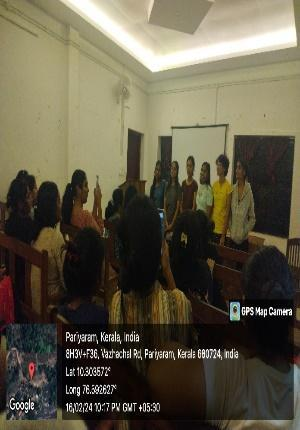 GPS Map Camera
Pariyaram, Kerala, India
8H3V+F36, Vazhachal Rd, Pariyaram, Kerala 680724, India
Lat 10.303572°
Long 76.592627°
16/02/24 10:17 PM GMT +05:30
Google